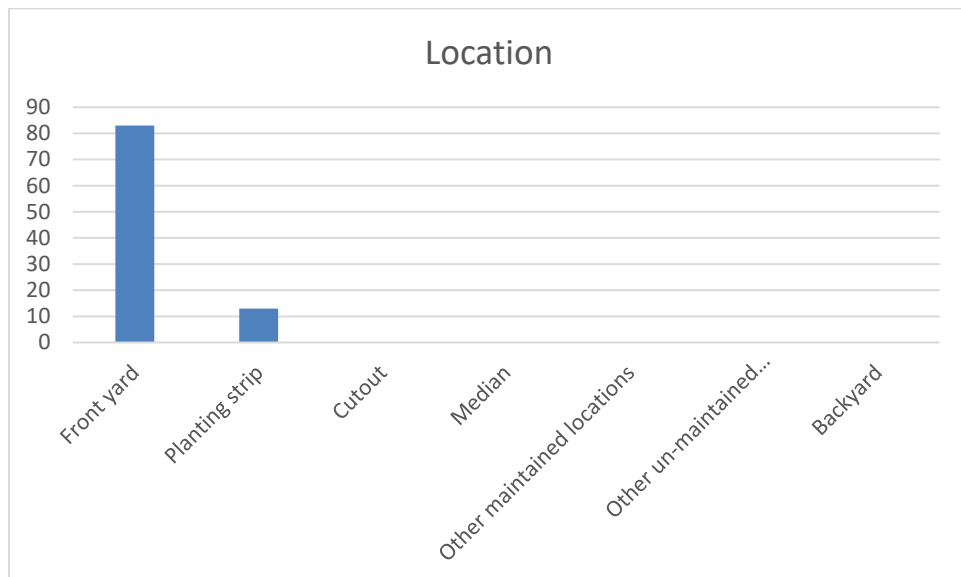 Location
90
80
70
60
50
40
30
20
10
0
Front yard
Planting strip
Cutout
Median
Other maintained locations
Other un-maintained...
Backyard